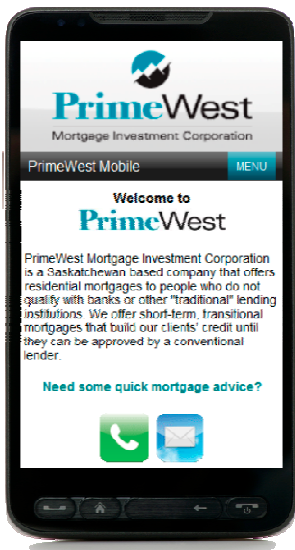 PrimeWest
Mortgage Investment Corporation
PrimeWest Mobile MENU
Welcome to
PrimeWest
PrimeWest Mortgage Investment Corporation
is a Saskatchewan based company that offers
residential mortgages to people who do not
qualify with banks or other "traditional" lending
institutions. We offer short-term, transitional
mortgages that build our clients' credit until
they can be approved by a conventional
lender.
Need some quick mortgage advice?